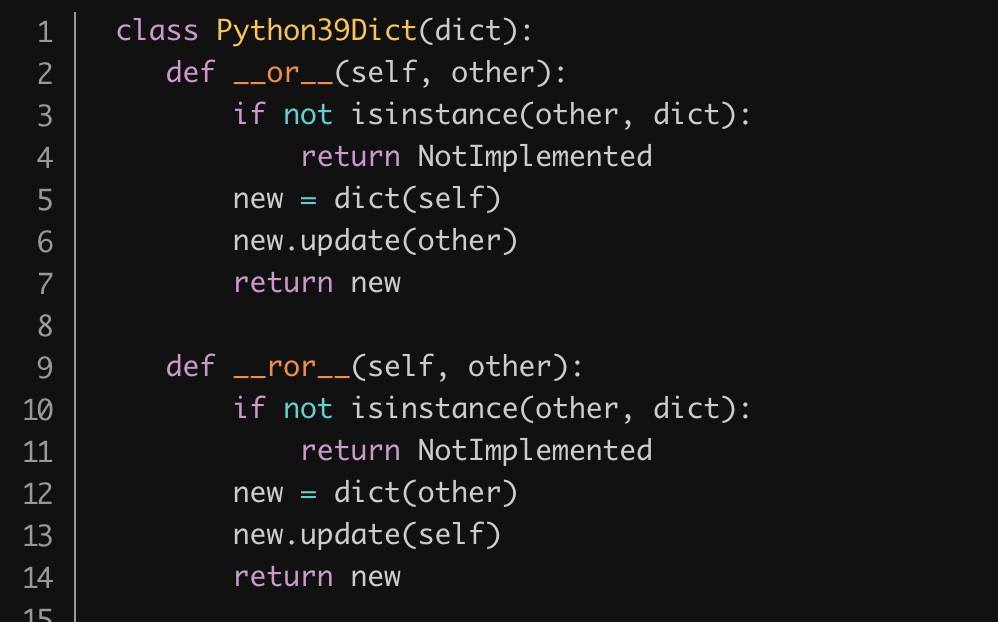 1 class Python39Dict(dict):
2    def __or__(self, other):
3        if not isinstance(other, dict):
4            return NotImplemented
5        new = dict(self)
6        new.update(other)
7        return new
8
9    def __ror__(self, other):
10        if not isinstance(other, dict):
11            return NotImplemented
12        new = dict(other)
13        new.update(self)
14        return new
15